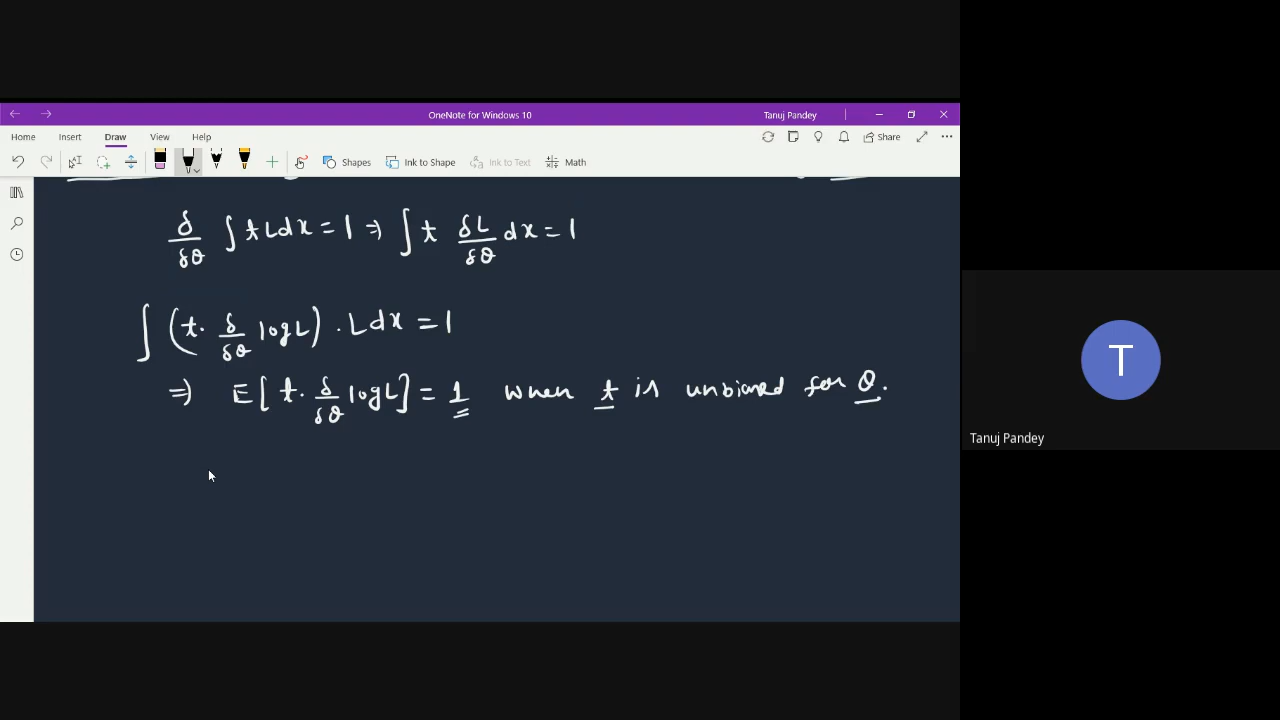 OneNote for Windows 10
Tanuj Pandey
Home Insert Draw View Help
Share
Shapes Ink to Shape Ink to Text Math
δ/δθ ∫ t L dx = 1 ⇒ ∫ t δL/δθ dx = 1
∫ (t · δ/δθ log L) · L dx = 1
⇒ E[ t · δ/δθ log L ] = 1 when t is unbiased for θ.
T
Tanuj Pandey